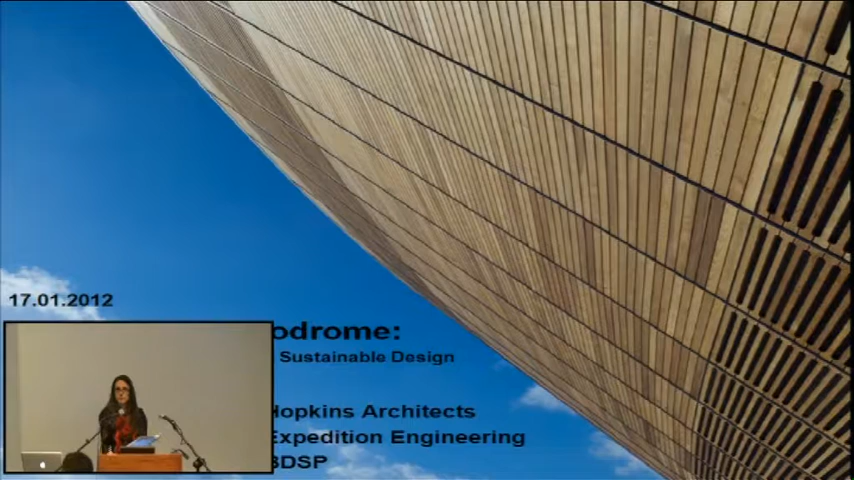 17.01.2012
odrome:
Sustainable Design
Hopkins Architects
Expedition Engineering
BDSP